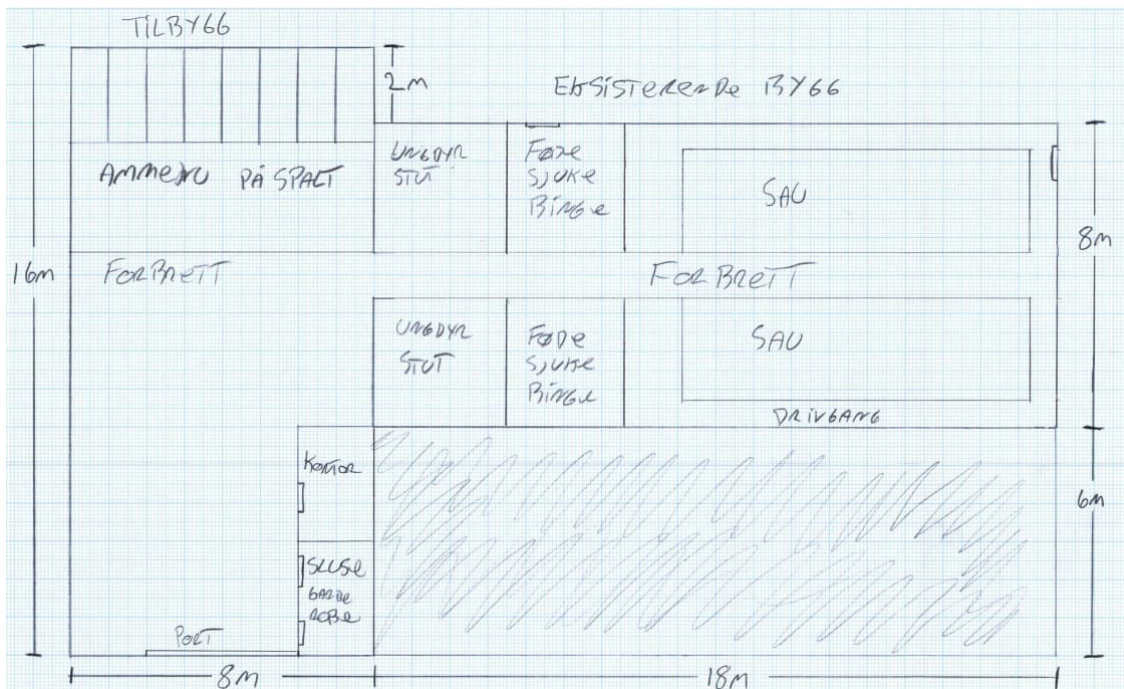 TILBYGG
2m
EKSISTERENDE BYGG
AMMEKU PÅ SPALT
UNGDYR
STUT
FØDE
SJUKE
BINGE
SAU
8m
16m
FORBRETT
FORBRETT
UNGDYR
STUT
FØDE
SJUKE
BINGE
SAU
DRIVGANG
KONTOR
6m
SLUSE
GARDE
ROBE
PORT
8m
18m